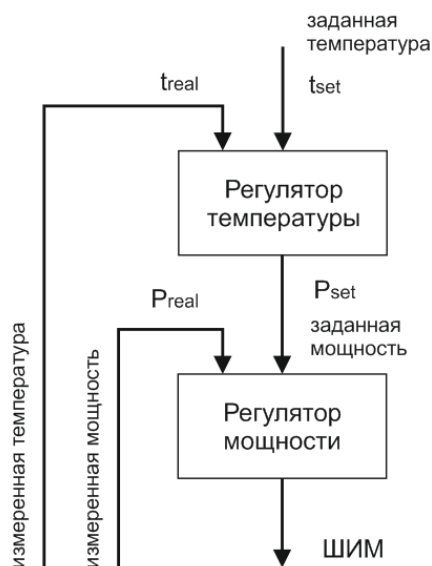 заданная
температура
treal
tset
Регулятор
температуры
Preal
Pset
заданная
мощность
Регулятор
мощности
измеренная температура
измеренная мощность
ШИМ